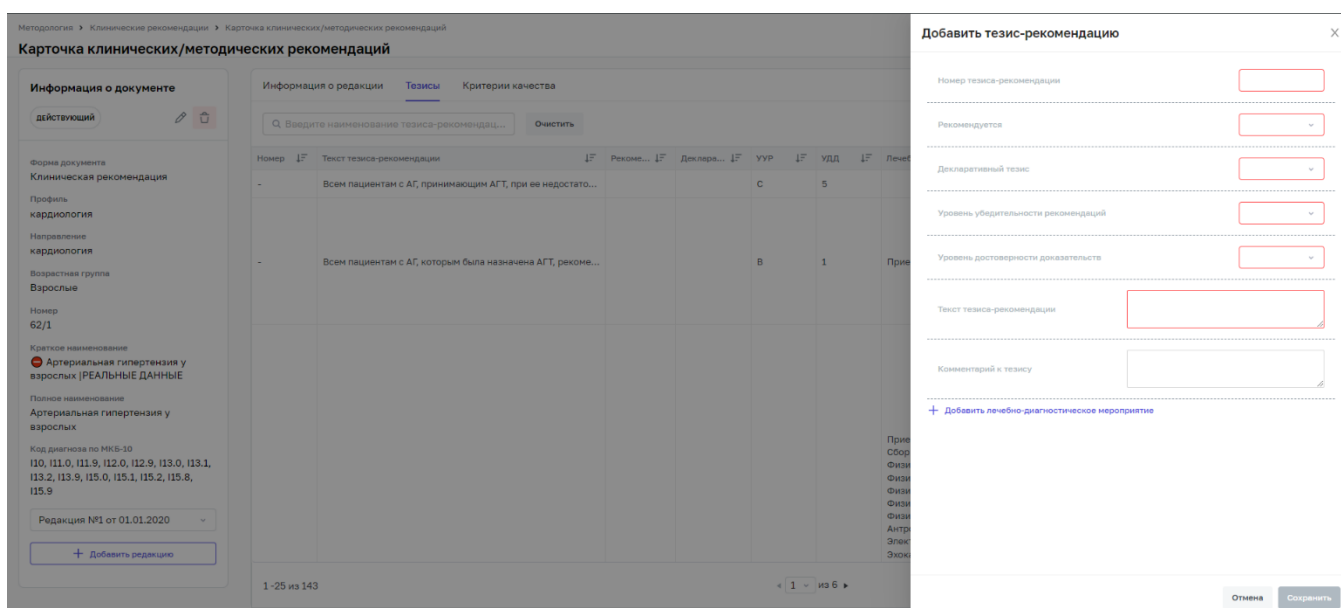 Методология > Клинические рекомендации > Карточка клинических/методических рекомендаций
Карточка клинических/методических рекомендаций
Информация о документе
действующий
Форма документа
Клиническая рекомендация
Профиль
кардиология
Направление
кардиология
Возрастная группа
Взрослые
Номер
62/1
Краткое наименование
Артериальная гипертензия у
взрослых |РЕАЛЬНЫЕ ДАННЫЕ
Полное наименование
Артериальная гипертензия у
взрослых
Код диагноза по МКБ-10
I10, I11.0, I11.9, I12.0, I12.9, I13.0, I13.1,
I13.2, I13.9, I15.0, I15.1, I15.2, I15.8,
I15.9
Редакция №1 от 01.01.2020
+ Добавить редакцию
Информация о редакции Тезисы Критерии качества
Введите наименование тезиса-рекомендац... Очистить
Номер Текст тезиса-рекомендации Рекоме... Деклара... УУР УДД Лечеб
- Всем пациентам с АГ, принимающим АГТ, при ее недостато... C 5
- Всем пациентам с АГ, которым была назначена АГТ, рекоме... B 1 Прие
Прие
Сбор
Физи
Физи
Физи
Физи
Физи
Антр
Элек
Эхока
1-25 из 143
1 из 6
Добавить тезис-рекомендацию
Номер тезиса-рекомендации
Рекомендуется
Декларативный тезис
Уровень убедительности рекомендаций
Уровень достоверности доказательств
Текст тезиса-рекомендации
Комментарий к тезису
+ Добавить лечебно-диагностическое мероприятие
Отмена Сохранить